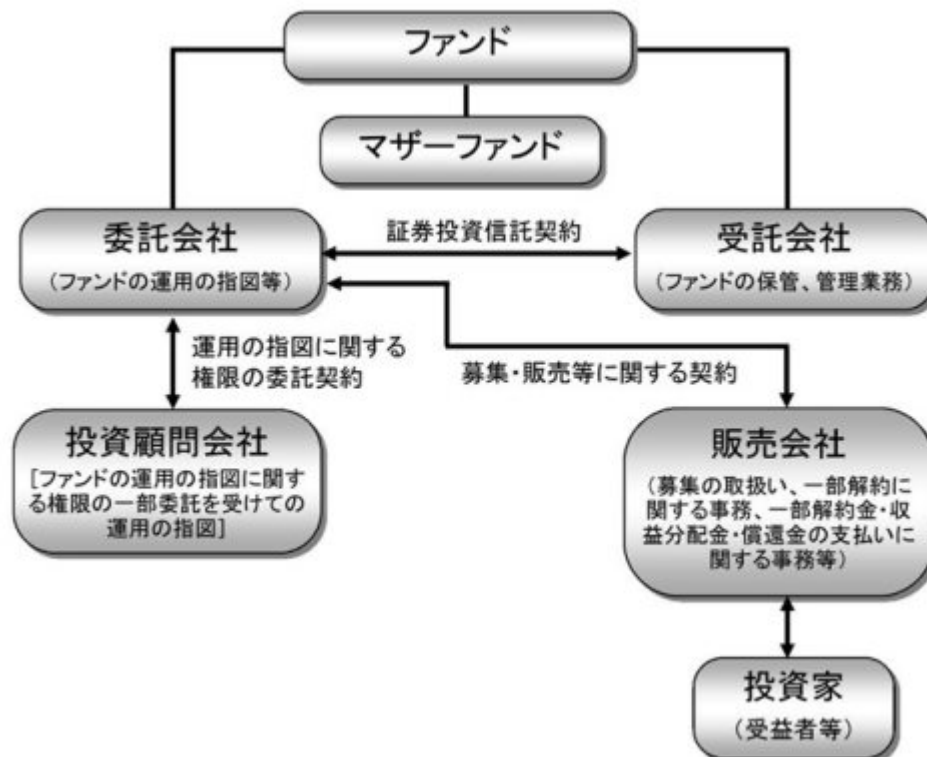 ファンド
マザーファンド
委託会社
(ファンドの運用の指図等)
証券投資信託契約
受託会社
(ファンドの保管、管理業務)
運用の指図に関する
権限の委託契約
募集・販売等に関する契約
投資顧問会社
[ファンドの運用の指図に関す
る権限の一部委託を受けての
運用の指図]
販売会社
(募集の取扱い、一部解約に
関する事務、一部解約金・収
益分配金・償還金の支払いに
関する事務等)
投資家
(受益者等)